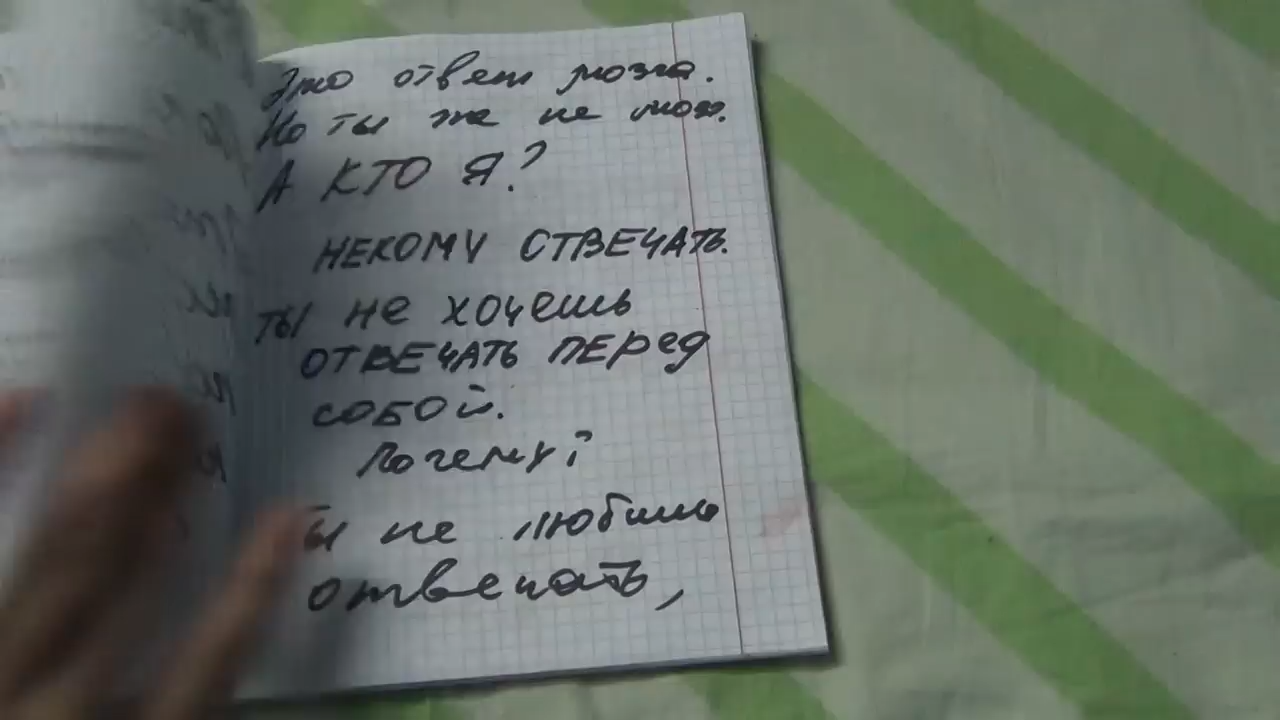 Это ответ мозга.
Но ты же не мозг.
А КТО Я?
НЕКОМУ ОТВЕЧАТЬ.
ТЫ НЕ ХОЧЕШЬ
ОТВЕЧАТЬ ПЕРЕД
СОБОЙ.
Почему?
Ты не любишь
отвечать,